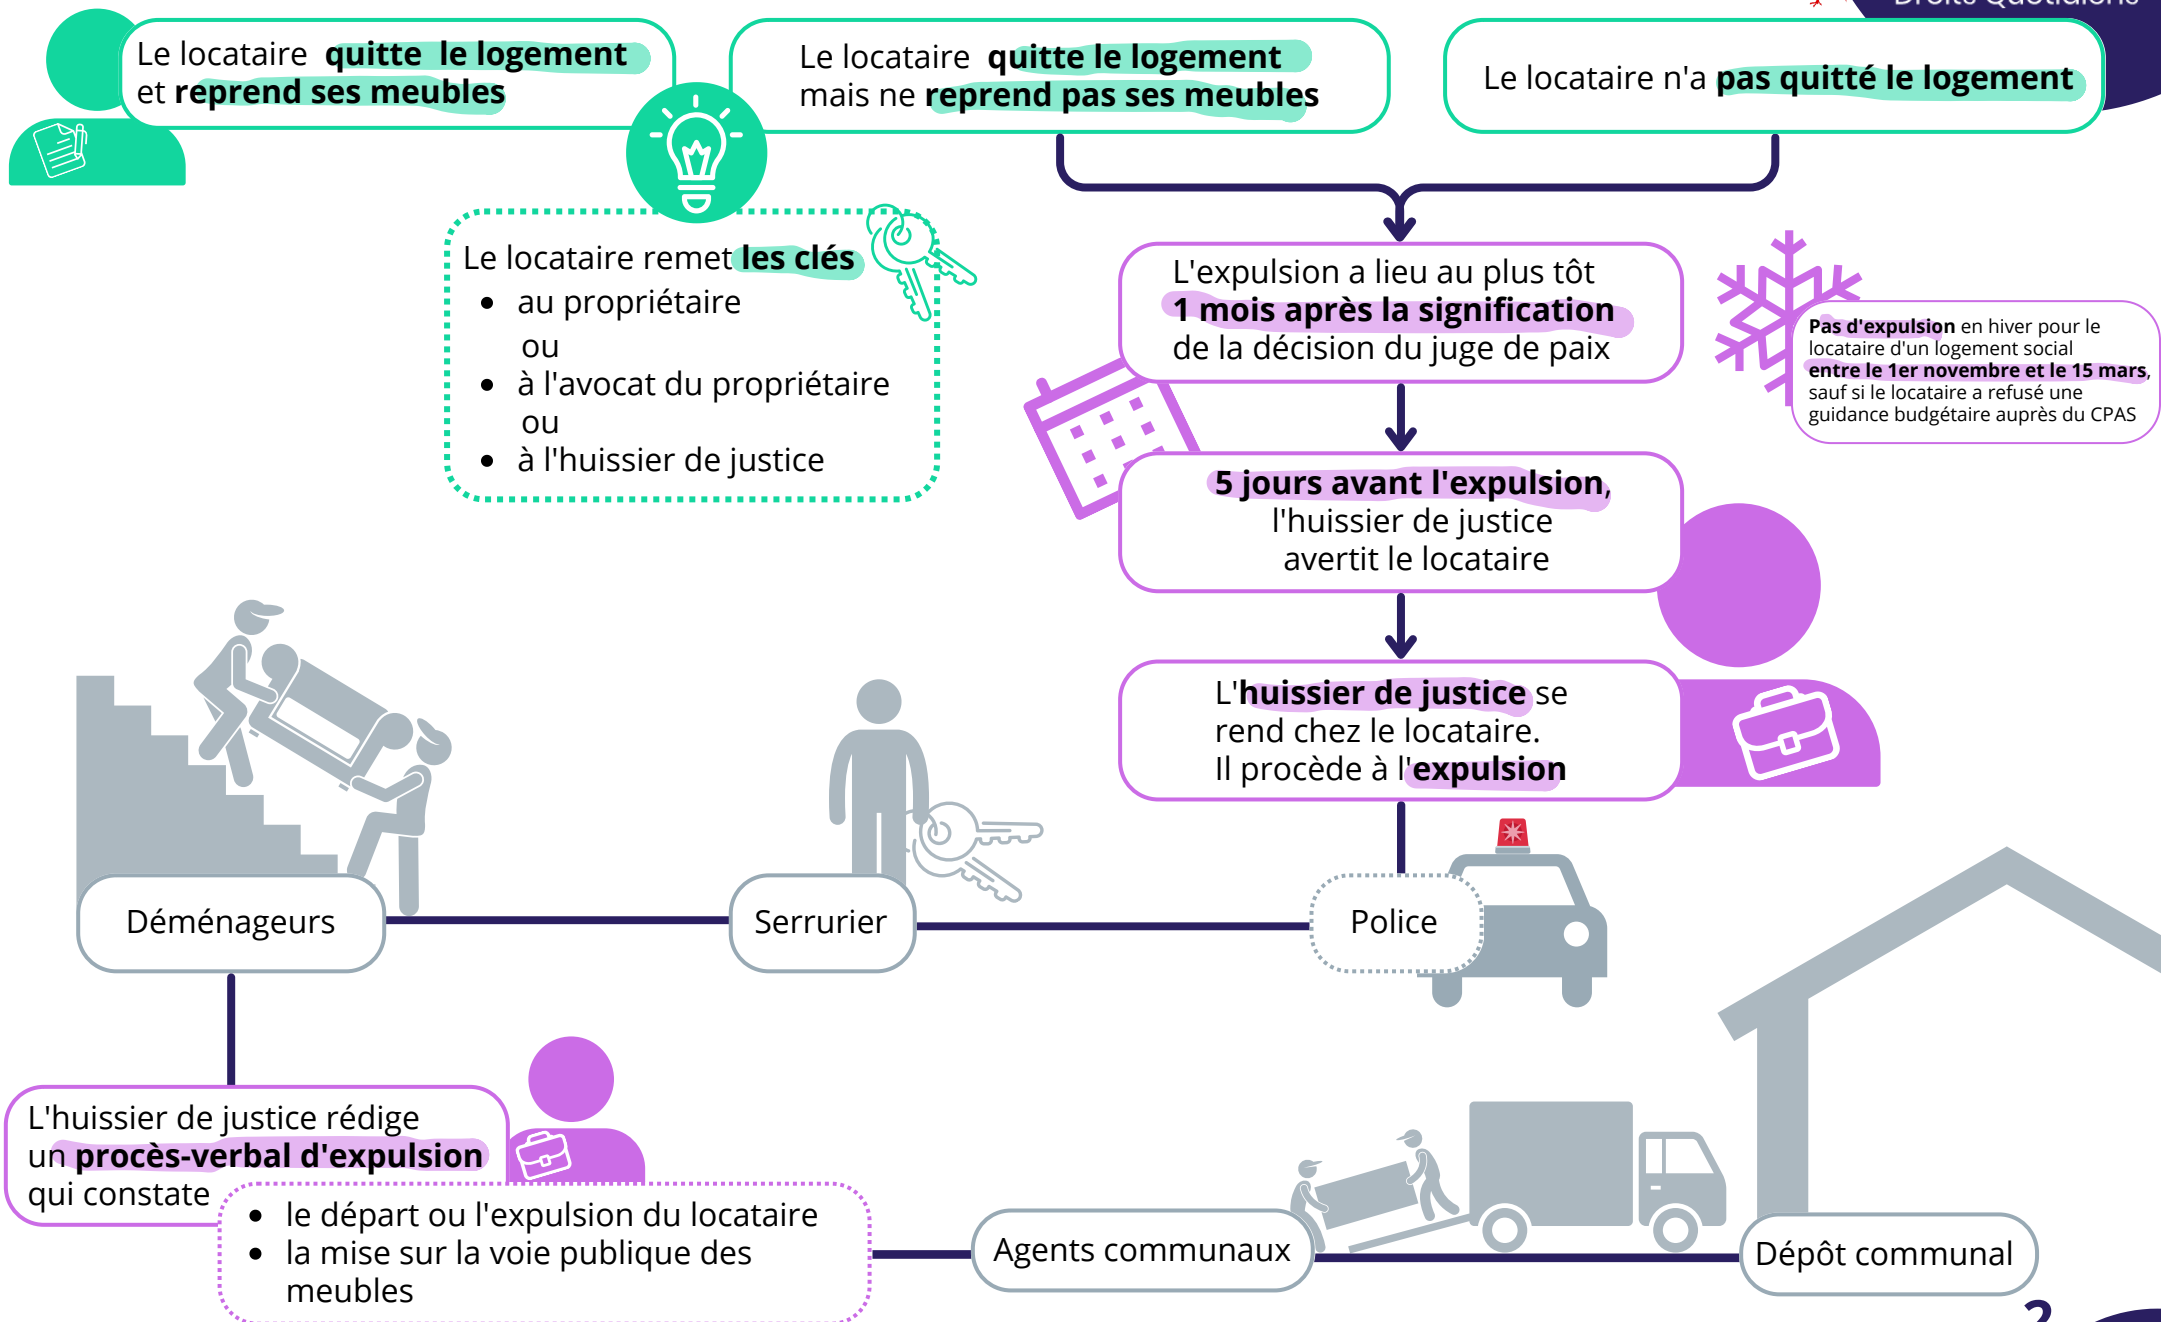 Droits Quotidiens
Le locataire quitte le logement
et reprend ses meubles
Le locataire quitte le logement
mais ne reprend pas ses meubles
Le locataire n'a pas quitté le logement
Le locataire remet les clés
• au propriétaire
ou
• à l'avocat du propriétaire
ou
• à l'huissier de justice
L'expulsion a lieu au plus tôt
1 mois après la signification
de la décision du juge de paix
Pas d'expulsion en hiver pour le
locataire d'un logement social
entre le 1er novembre et le 15 mars,
sauf si le locataire a refusé une
guidance budgétaire auprès du CPAS
5 jours avant l'expulsion,
l'huissier de justice
avertit le locataire
L'huissier de justice se
rend chez le locataire.
Il procède à l'expulsion
Déménageurs
Serrurier
Police
L'huissier de justice rédige
un procès-verbal d'expulsion
qui constate
• le départ ou l'expulsion du locataire
• la mise sur la voie publique des
meubles
Agents communaux
Dépôt communal